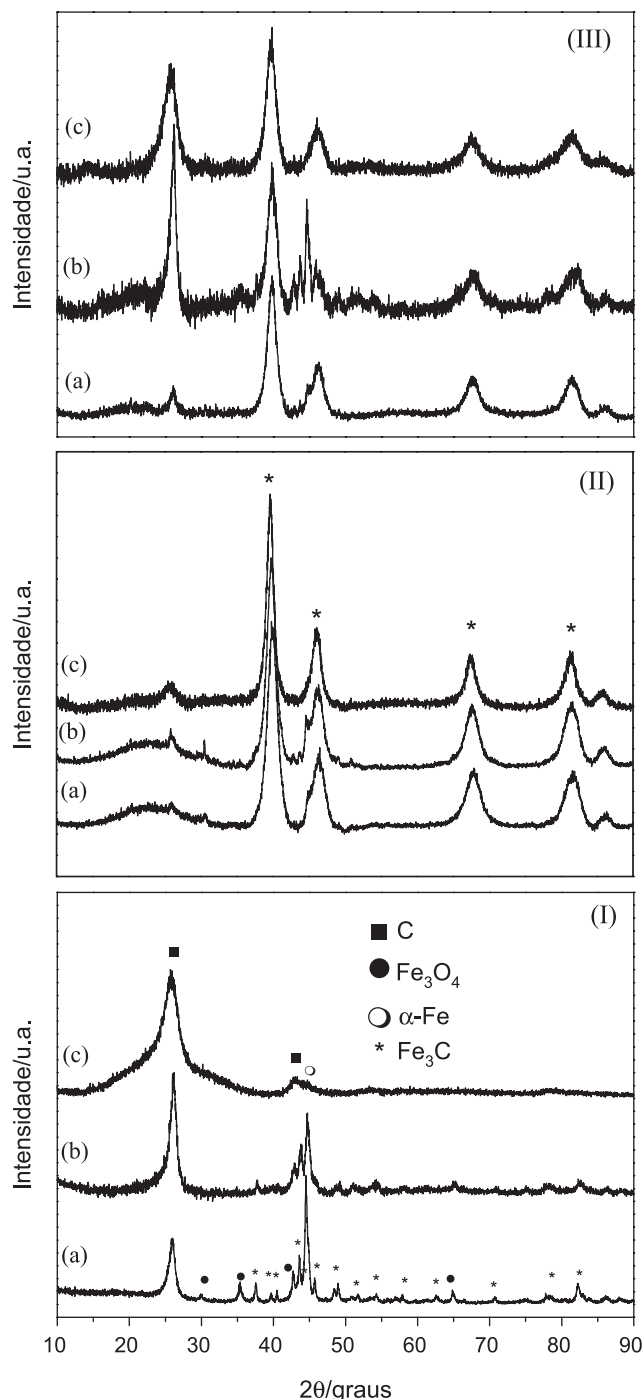 (III)
(c)
(b)
(a)
Intensidade/u.a.
(II)
*
*
*
*
(c)
(b)
(a)
Intensidade/u.a.
(I)
■ C
● Fe₃O₄
○ α-Fe
* Fe₃C
(c)
(b)
(a)
Intensidade/u.a.
10 20 30 40 50 60 70 80 90
2θ/graus